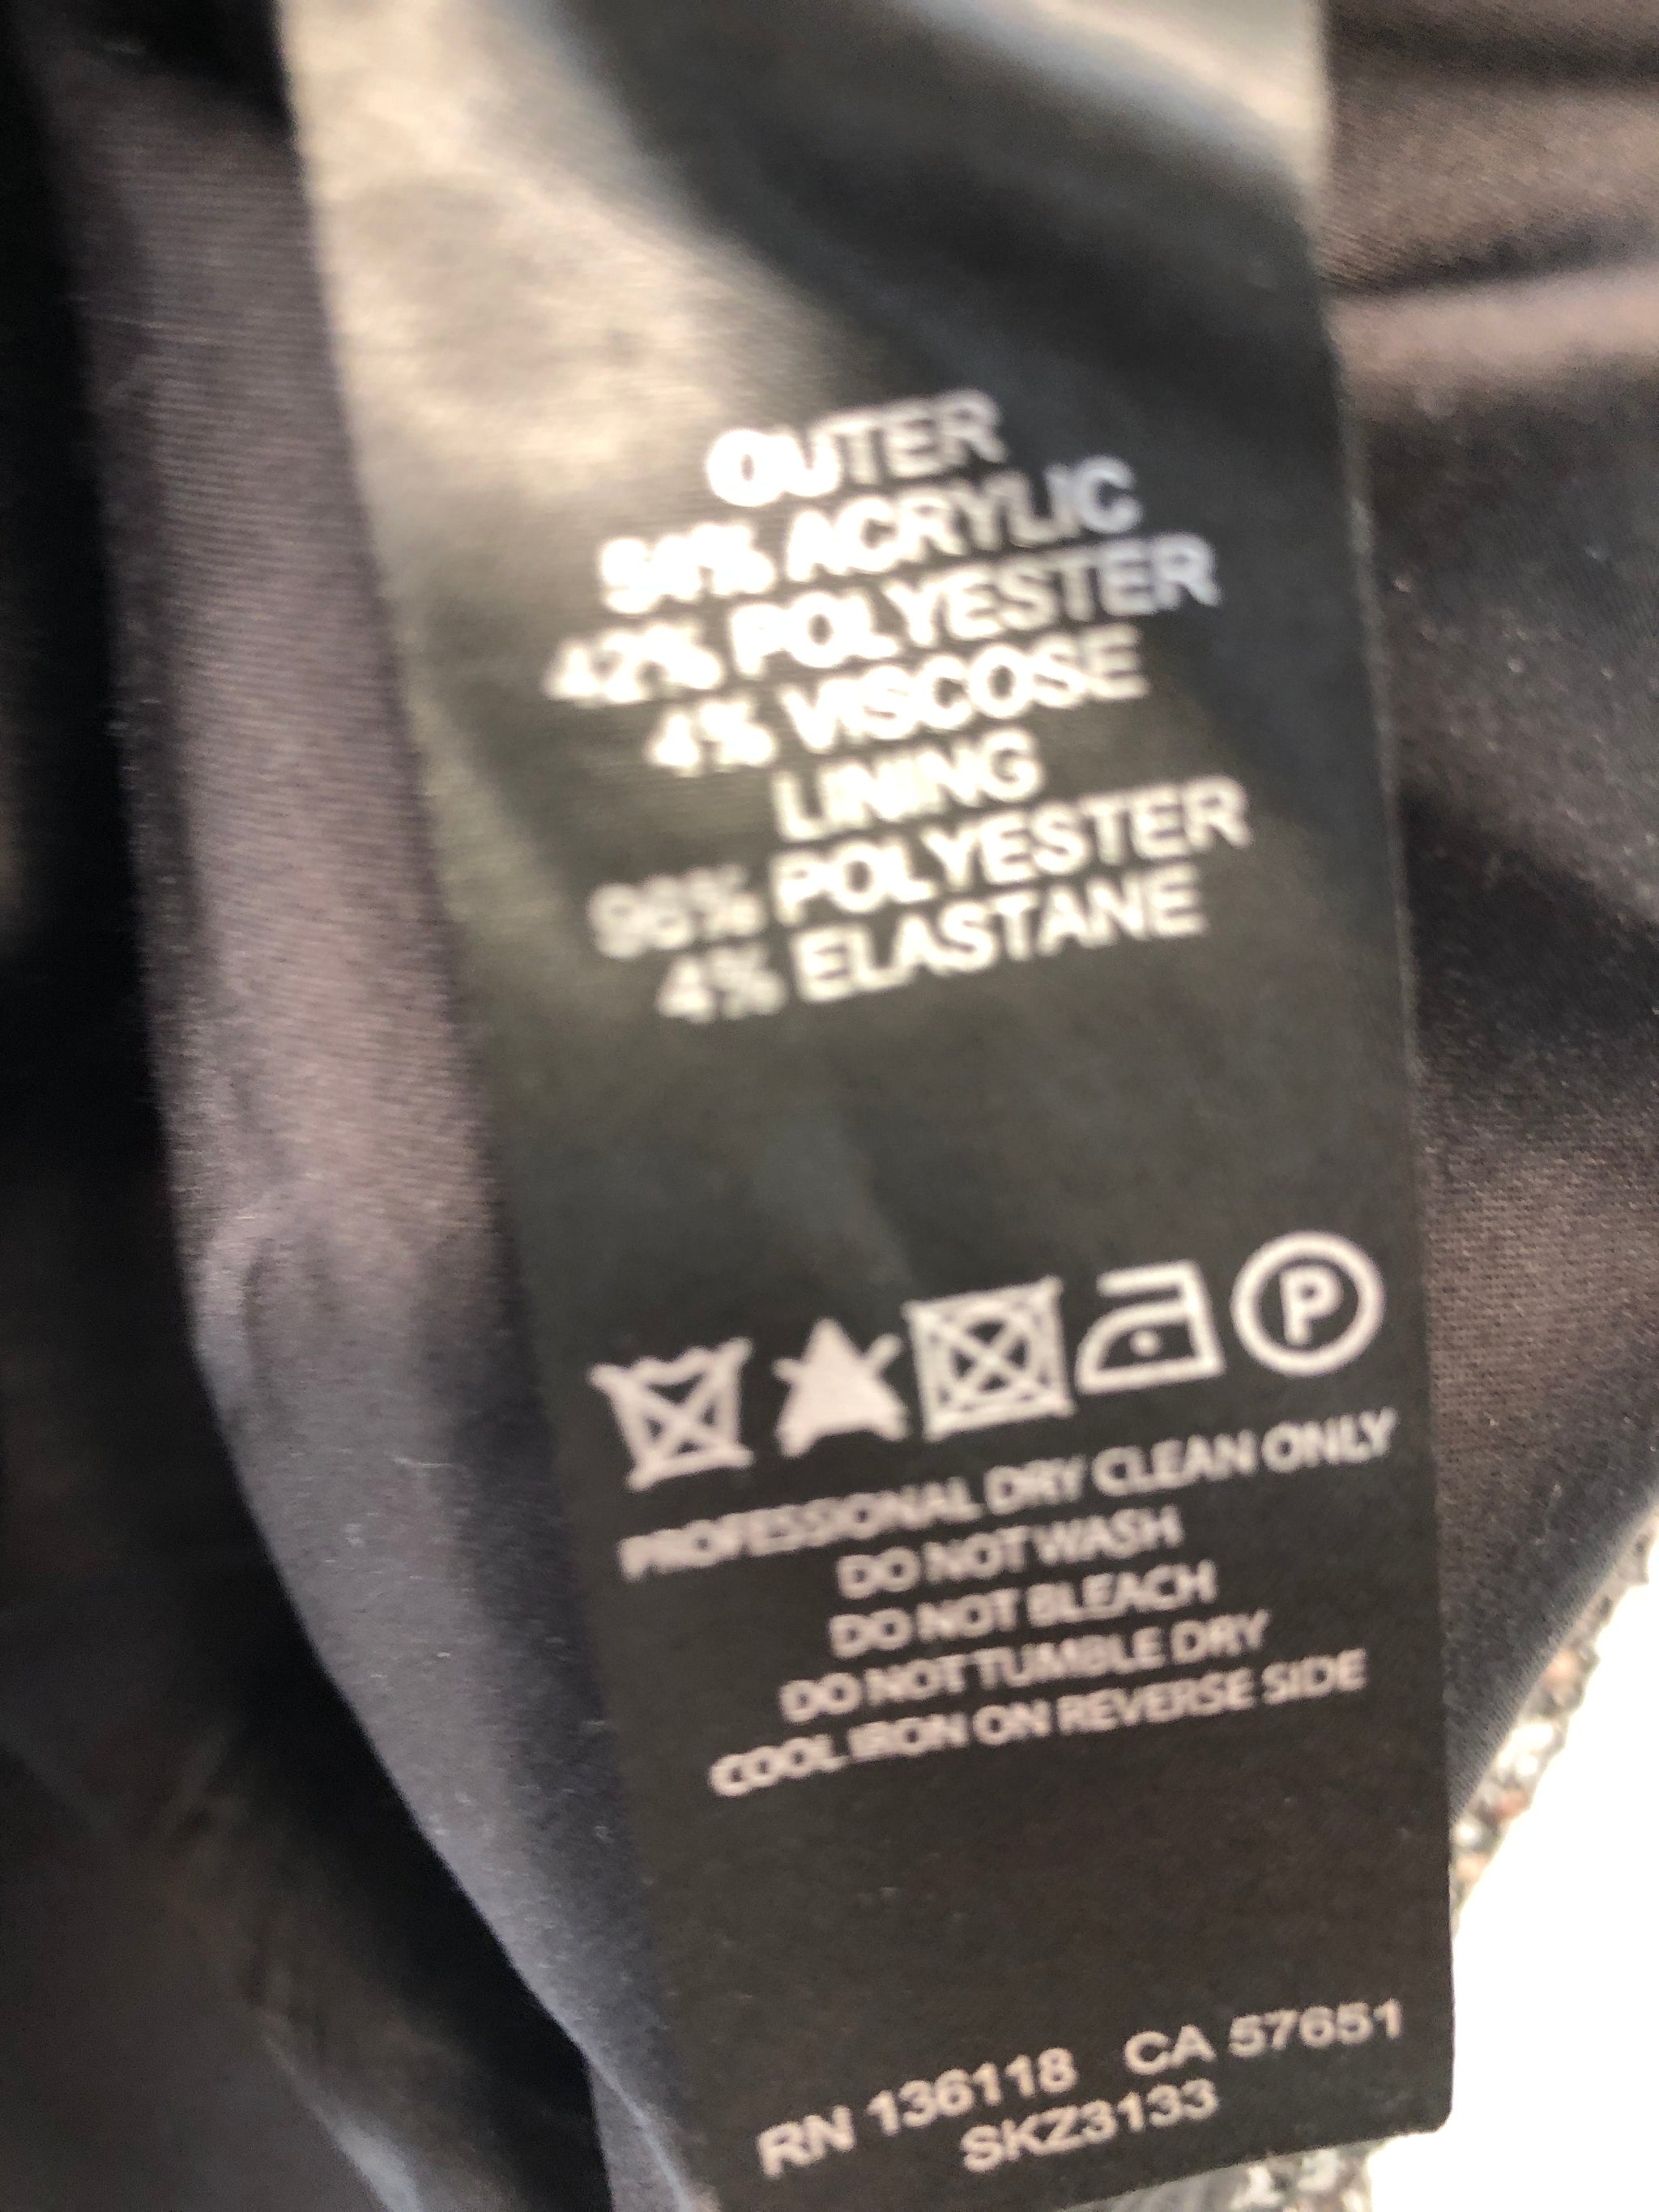 OUTER
54% ACRYLIC
42% POLYESTER
4% VISCOSE
LINING
96% POLYESTER
4% ELASTANE
P
PROFESSIONAL DRY CLEAN ONLY
DO NOT WASH
DO NOT BLEACH
DO NOT TUMBLE DRY
COOL IRON ON REVERSE SIDE
RN 136118 CA 57651
SKZ3133